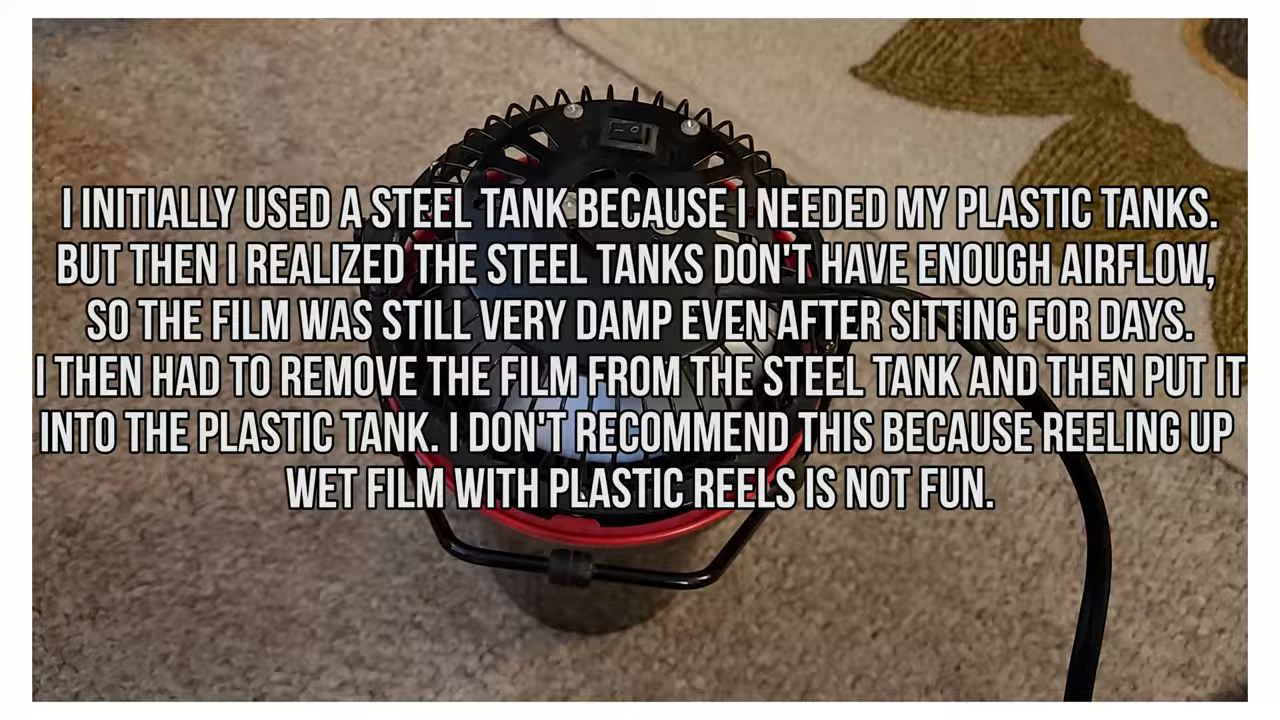 I INITIALLY USED A STEEL TANK BECAUSE I NEEDED MY PLASTIC TANKS.
BUT THEN I REALIZED THE STEEL TANKS DON'T HAVE ENOUGH AIRFLOW,
SO THE FILM WAS STILL VERY DAMP EVEN AFTER SITTING FOR DAYS.
I THEN HAD TO REMOVE THE FILM FROM THE STEEL TANK AND THEN PUT IT
INTO THE PLASTIC TANK. I DON'T RECOMMEND THIS BECAUSE REELING UP
WET FILM WITH PLASTIC REELS IS NOT FUN.